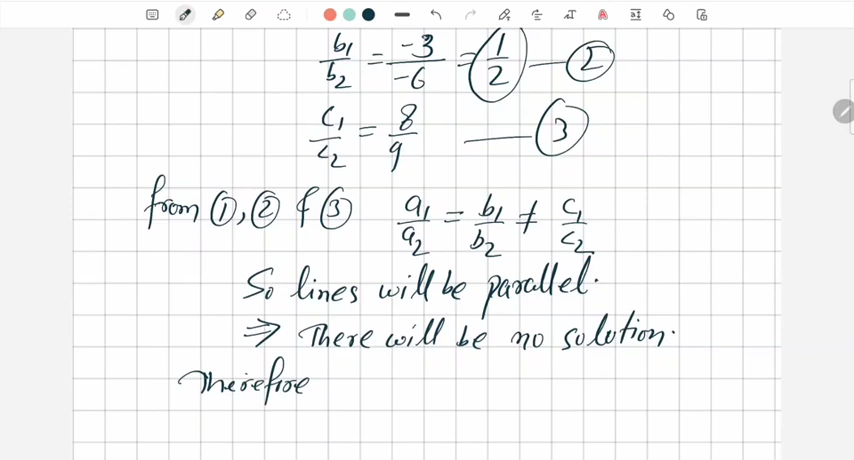 b1/b2 = -3/-6 = 1/2 — ②
c1/c2 = 8/9 — ③
from ①, ② & ③ a1/a2 = b1/b2 ≠ c1/c2
So lines will be parallel.
⇒ There will be no solution.
Therefore